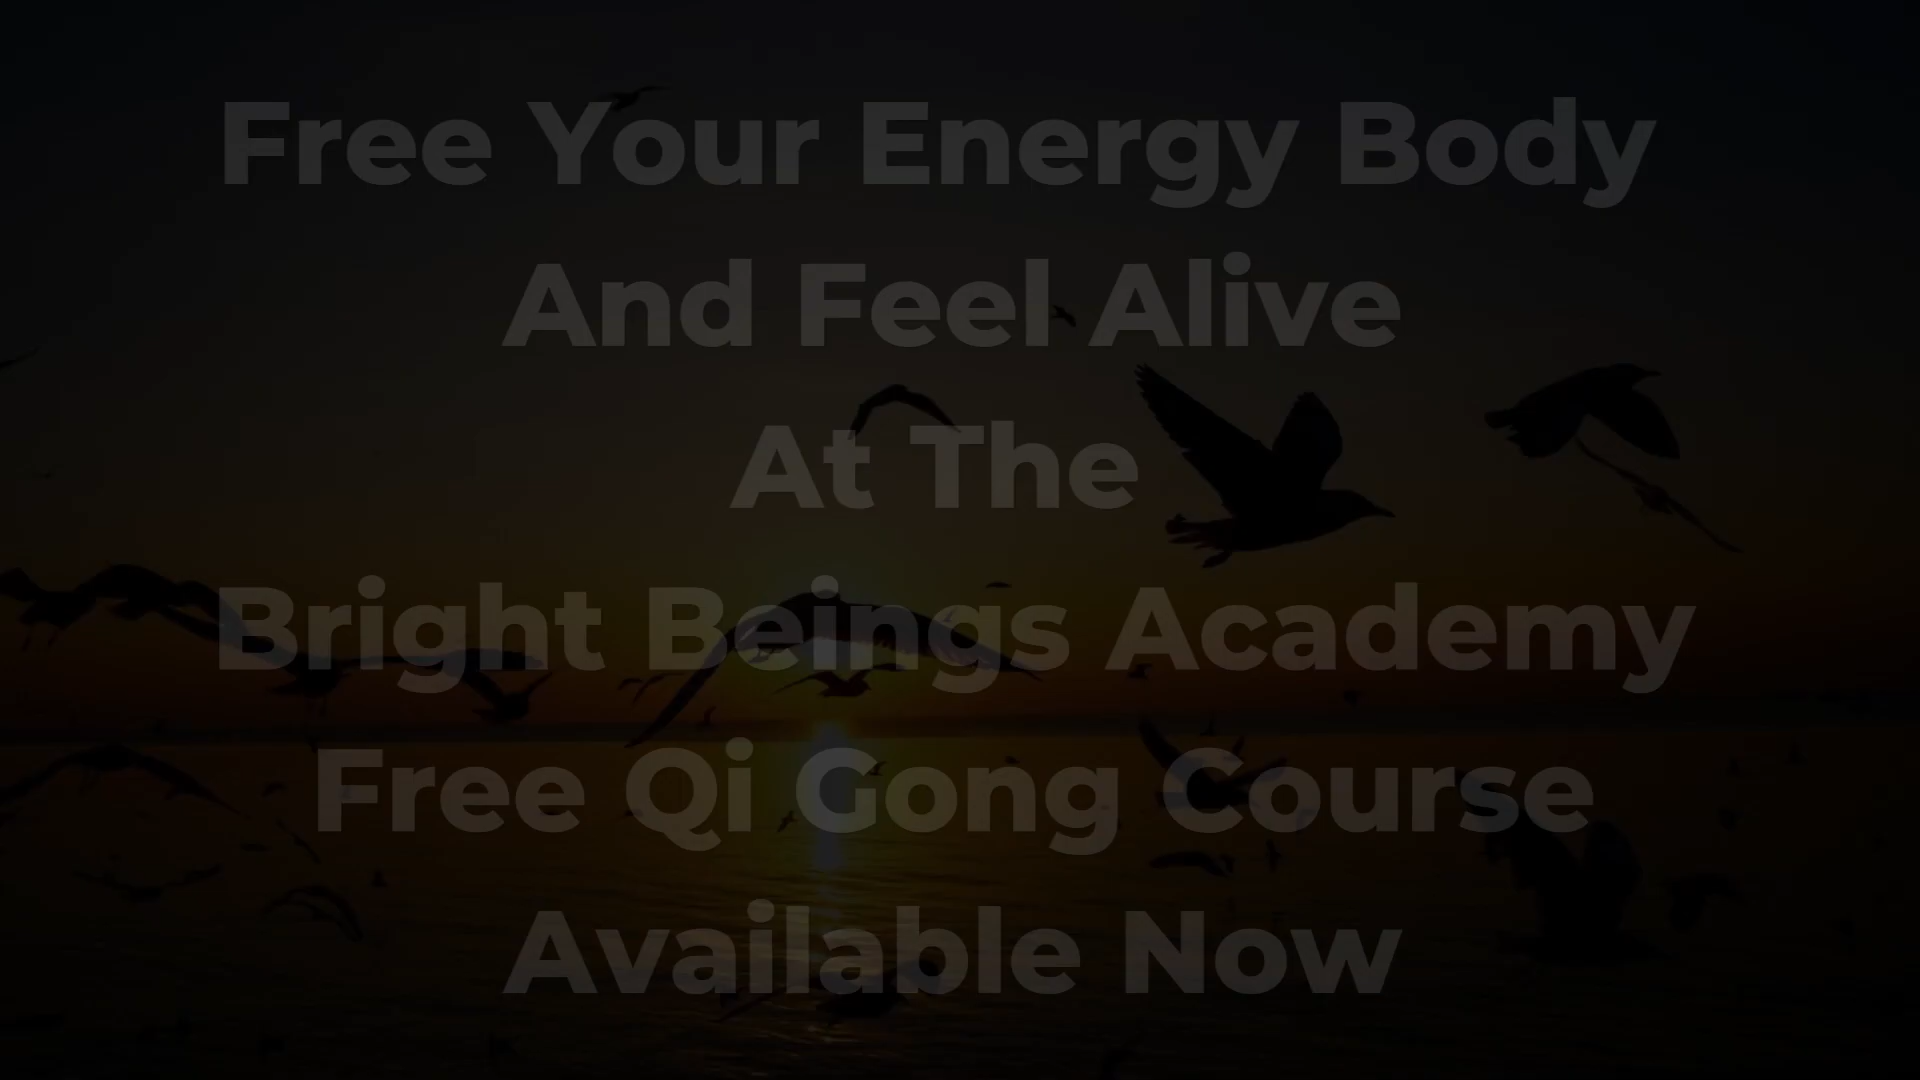 Free Your Energy Body
And Feel Alive
At The
Bright Beings Academy
Free Qi Gong Course
Available Now